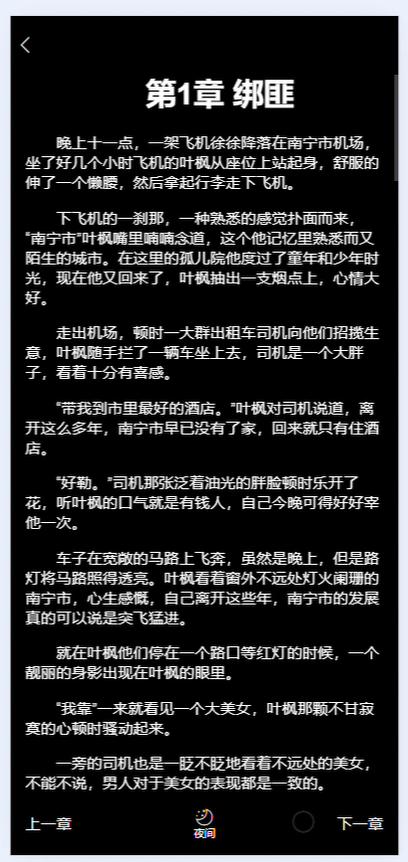 第1章 绑匪
晚上十一点，一架飞机徐徐降落在南宁市机场，
坐了好几个小时飞机的叶枫从座位上站起身，舒服的
伸了一个懒腰，然后拿起行李走下飞机。
下飞机的一刹那，一种熟悉的感觉扑面而来，
“南宁市”叶枫嘴里喃喃念道，这个他记忆里熟悉而又
陌生的城市。在这里的孤儿院他度过了童年和少年时
光，现在他又回来了，叶枫抽出一支烟点上，心情大
好。
走出机场，顿时一大群出租车司机向他们招揽生
意，叶枫随手拦了一辆车坐上去，司机是一个大胖
子，看着十分有喜感。
“带我到市里最好的酒店。”叶枫对司机说道，离
开这么多年，南宁市早已没有了家，回来就只有住酒
店。
“好勒。”司机那张泛着油光的胖脸顿时乐开了
花，听叶枫的口气就是有钱人，自己今晚可得好好宰
他一次。
车子在宽敞的马路上飞奔，虽然是晚上，但是路
灯将马路照得透亮。叶枫看着窗外不远处灯火阑珊的
南宁市，心生感慨，自己离开这些年，南宁市的发展
真的可以说是突飞猛进。
就在叶枫他们停在一个路口等红灯的时候，一个
靓丽的身影出现在叶枫的眼里。
“我靠”一来就看见一个大美女，叶枫那颗不甘寂
寞的心顿时骚动起来。
一旁的司机也是一眨不眨地看着不远处的美女，
不能不说，男人对于美女的表现都是一致的。
上一章
夜间
下一章